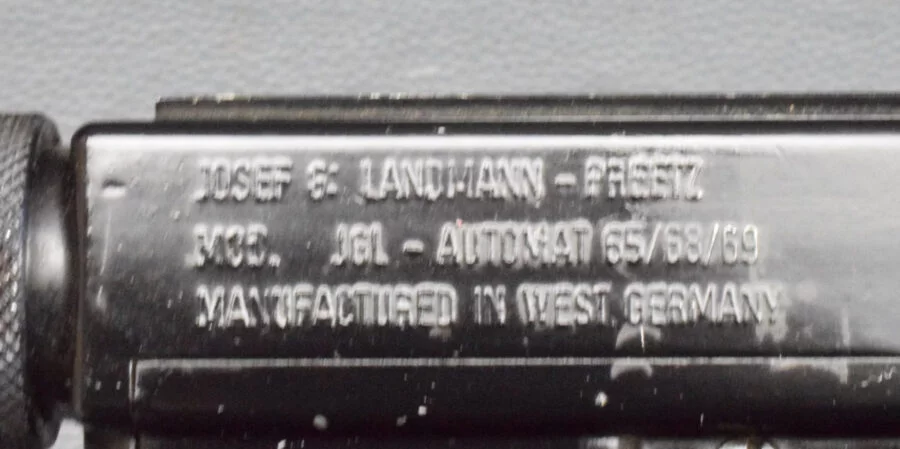 JOSEF G. LANDMANN - PREETZ
MOD. JGL - AUTOMAT 65/68/69
MANUFACTURED IN WEST GERMANY